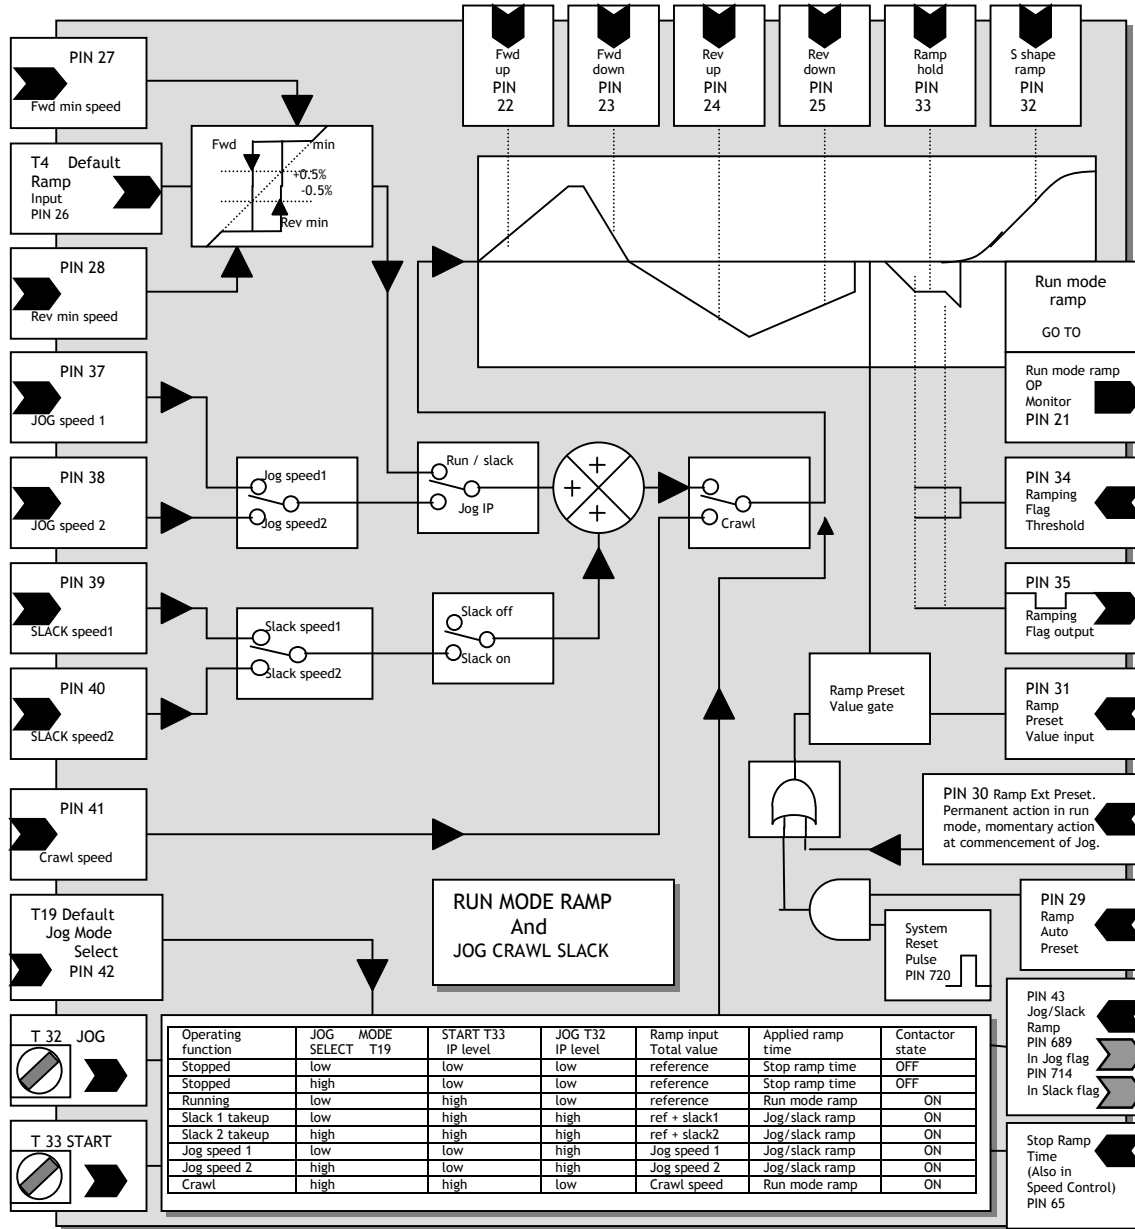 PIN 27
Fwd min speed
T4 Default
Ramp
Input
PIN 26
PIN 28
Rev min speed
PIN 37
JOG speed 1
PIN 38
JOG speed 2
PIN 39
SLACK speed1
PIN 40
SLACK speed2
PIN 41
Crawl speed
T19 Default
Jog Mode
Select
PIN 42
T 32 JOG
T 33 START
Fwd min
+0.5%
-0.5%
Rev min
Fwd
up
PIN
22
Fwd
down
PIN
23
Rev
up
PIN
24
Rev
down
PIN
25
Ramp
hold
PIN
33
S shape
ramp
PIN
32
Jog speed1
Jog speed2
Run / slack
Jog IP
+
+
+
Crawl
Slack speed1
Slack speed2
Slack off
Slack on
Run mode
ramp
GO TO
Run mode ramp
OP
Monitor
PIN 21
PIN 34
Ramping
Flag
Threshold
PIN 35
Ramping
Flag output
Ramp Preset
Value gate
PIN 31
Ramp
Preset
Value input
PIN 30 Ramp Ext Preset.
Permanent action in run
mode, momentary action
at commencement of Jog.
PIN 29
Ramp
Auto
Preset
System
Reset
Pulse
PIN 720
RUN MODE RAMP
And
JOG CRAWL SLACK
PIN 43
Jog/Slack
Ramp
PIN 689
In Jog flag
PIN 714
In Slack flag
Stop Ramp
Time
(Also in
Speed Control)
PIN 65
Operating JOG MODE START T33 JOG T32 Ramp input Applied ramp Contactor
function SELECT T19 IP level IP level Total value time state
Stopped low low low reference Stop ramp time OFF
Stopped high low low reference Stop ramp time OFF
Running low high low reference Run mode ramp ON
Slack 1 takeup low high high ref + slack1 Jog/slack ramp ON
Slack 2 takeup high high high ref + slack2 Jog/slack ramp ON
Jog speed 1 low low high Jog speed 1 Jog/slack ramp ON
Jog speed 2 high low high Jog speed 2 Jog/slack ramp ON
Crawl high high low Crawl speed Run mode ramp ON